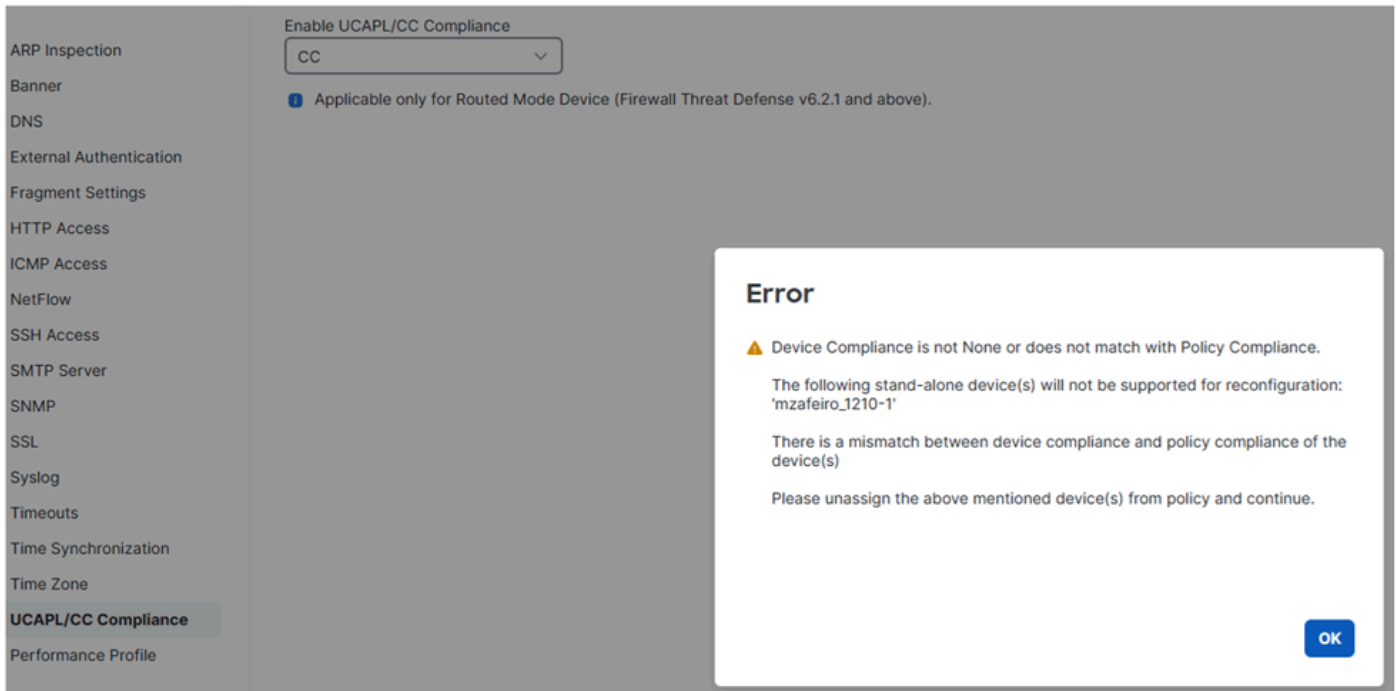 Enable UCAPL/CC Compliance
CC
Applicable only for Routed Mode Device (Firewall Threat Defense v6.2.1 and above).
ARP Inspection
Banner
DNS
External Authentication
Fragment Settings
HTTP Access
ICMP Access
NetFlow
SSH Access
SMTP Server
SNMP
SSL
Syslog
Timeouts
Time Synchronization
Time Zone
UCAPL/CC Compliance
Performance Profile
Error
Device Compliance is not None or does not match with Policy Compliance.
The following stand-alone device(s) will not be supported for reconfiguration:
'mzafeiro_1210-1'
There is a mismatch between device compliance and policy compliance of the
device(s)
Please unassign the above mentioned device(s) from policy and continue.
OK